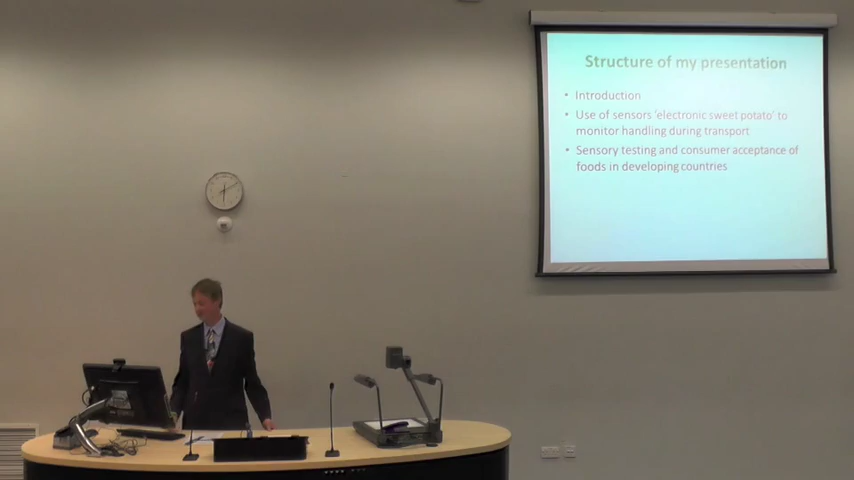 Structure of my presentation
• Introduction
• Use of sensors 'electronic sweet potato' to
monitor handling during transport
• Sensory testing and consumer acceptance of
foods in developing countries